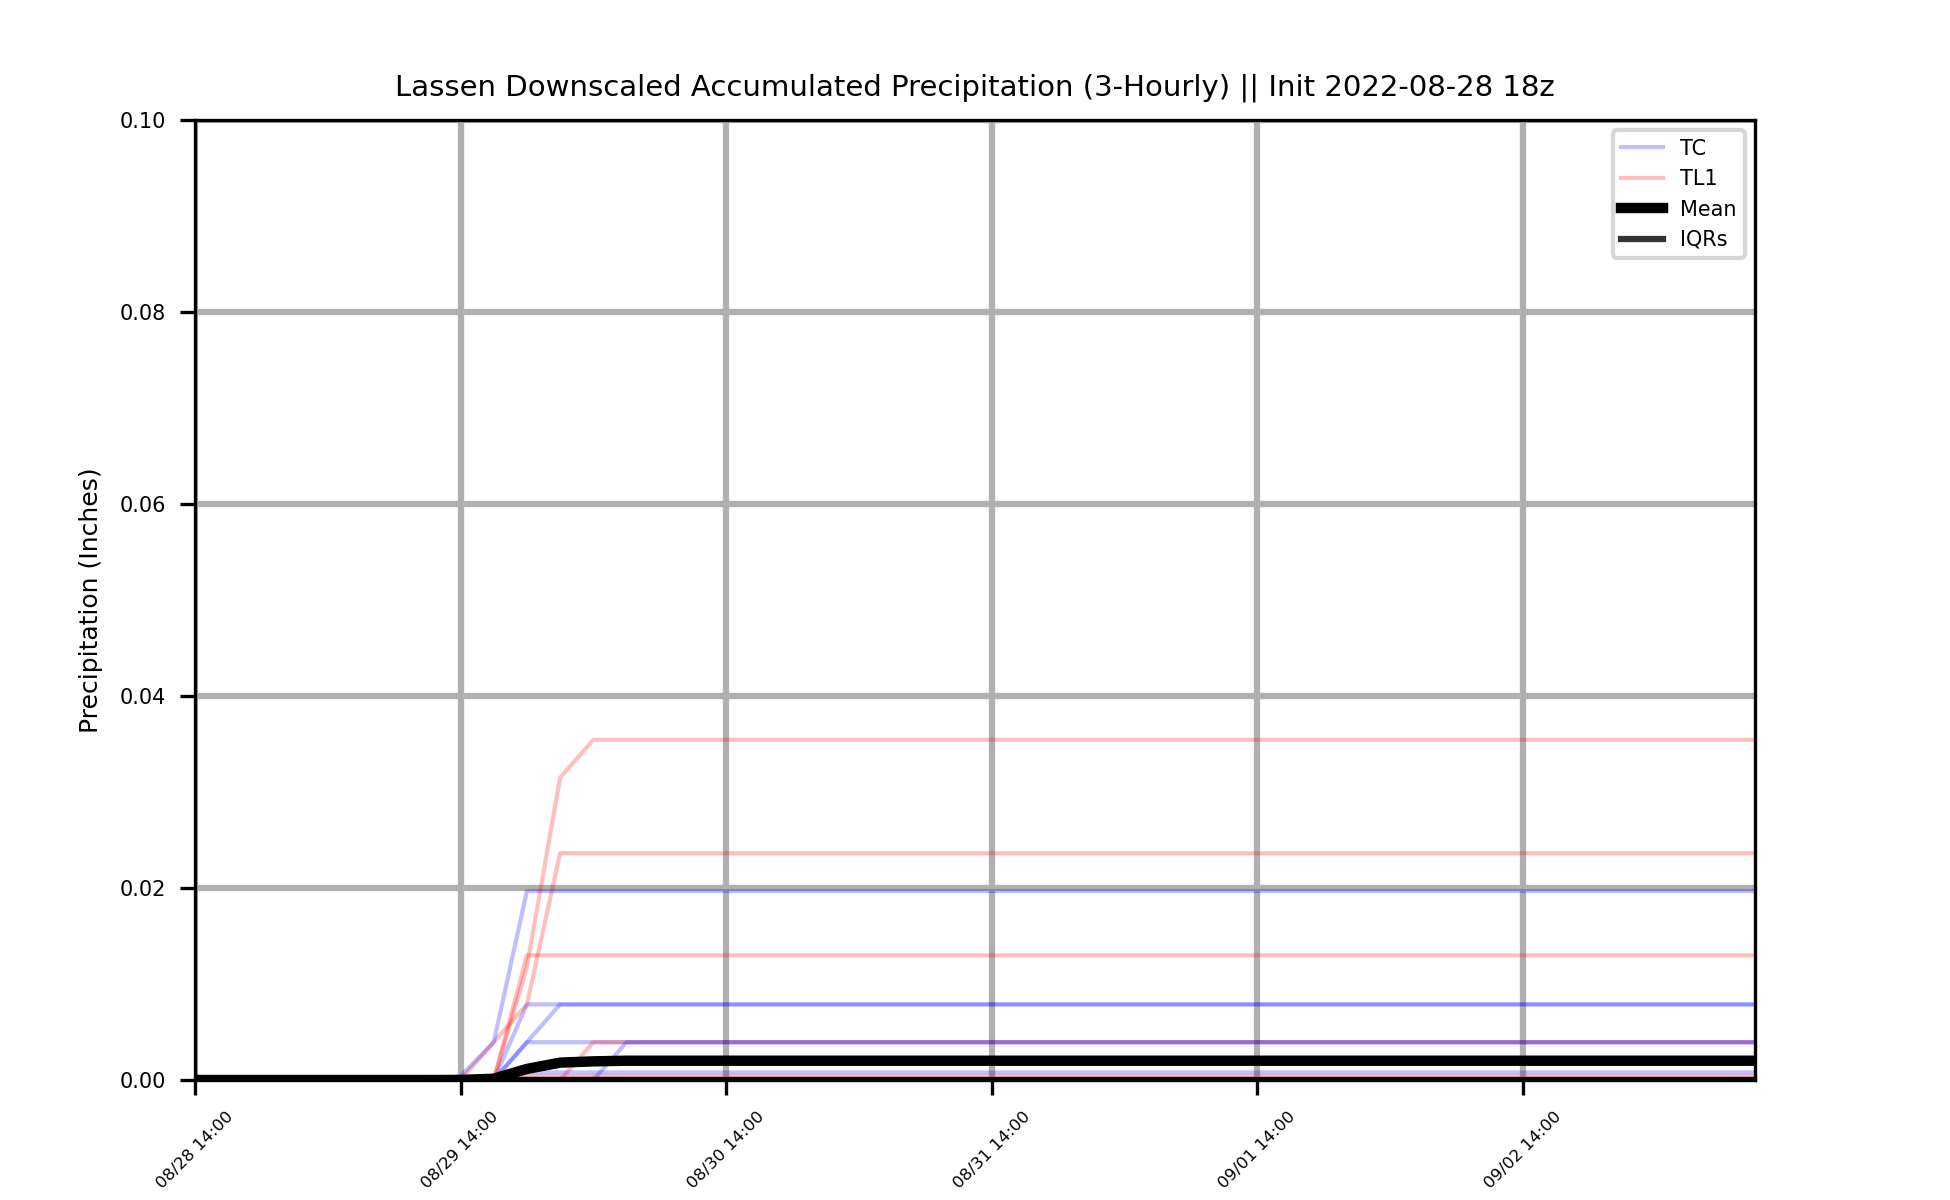 Lassen Downscaled Accumulated Precipitation (3-Hourly) || Init 2022-08-28 18z
TC
TL1
Mean
IQRs
Precipitation (Inches)
0.10
0.08
0.06
0.04
0.02
0.00
08/28 14:00
08/29 14:00
08/30 14:00
08/31 14:00
09/01 14:00
09/02 14:00